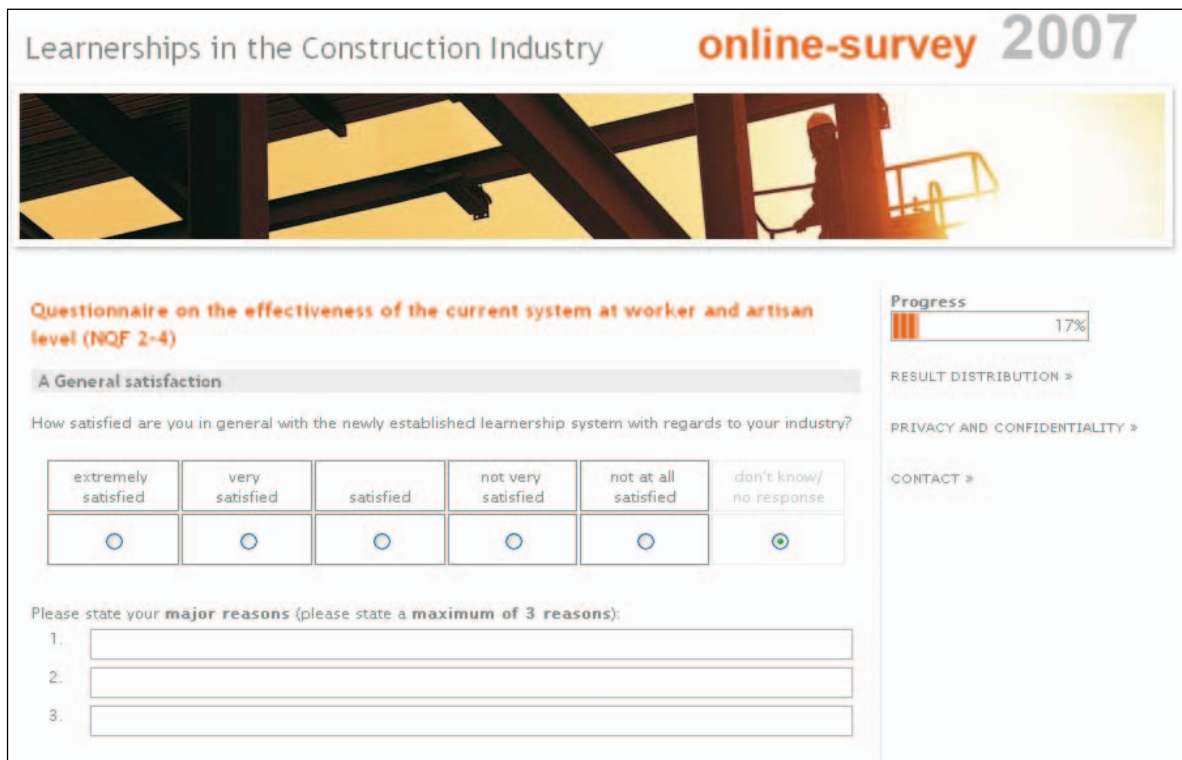 Learnerships in the Construction Industry
online-survey 2007
Questionnaire on the effectiveness of the current system at worker and artisan
level (NQF 2-4)
A General satisfaction
How satisfied are you in general with the newly established learnership system with regards to your industry?
extremely satisfied
very satisfied
satisfied
not very satisfied
not at all satisfied
don't know/ no response
Please state your major reasons (please state a maximum of 3 reasons):
1.
2.
3.
Progress
17%
RESULT DISTRIBUTION »
PRIVACY AND CONFIDENTIALITY »
CONTACT »